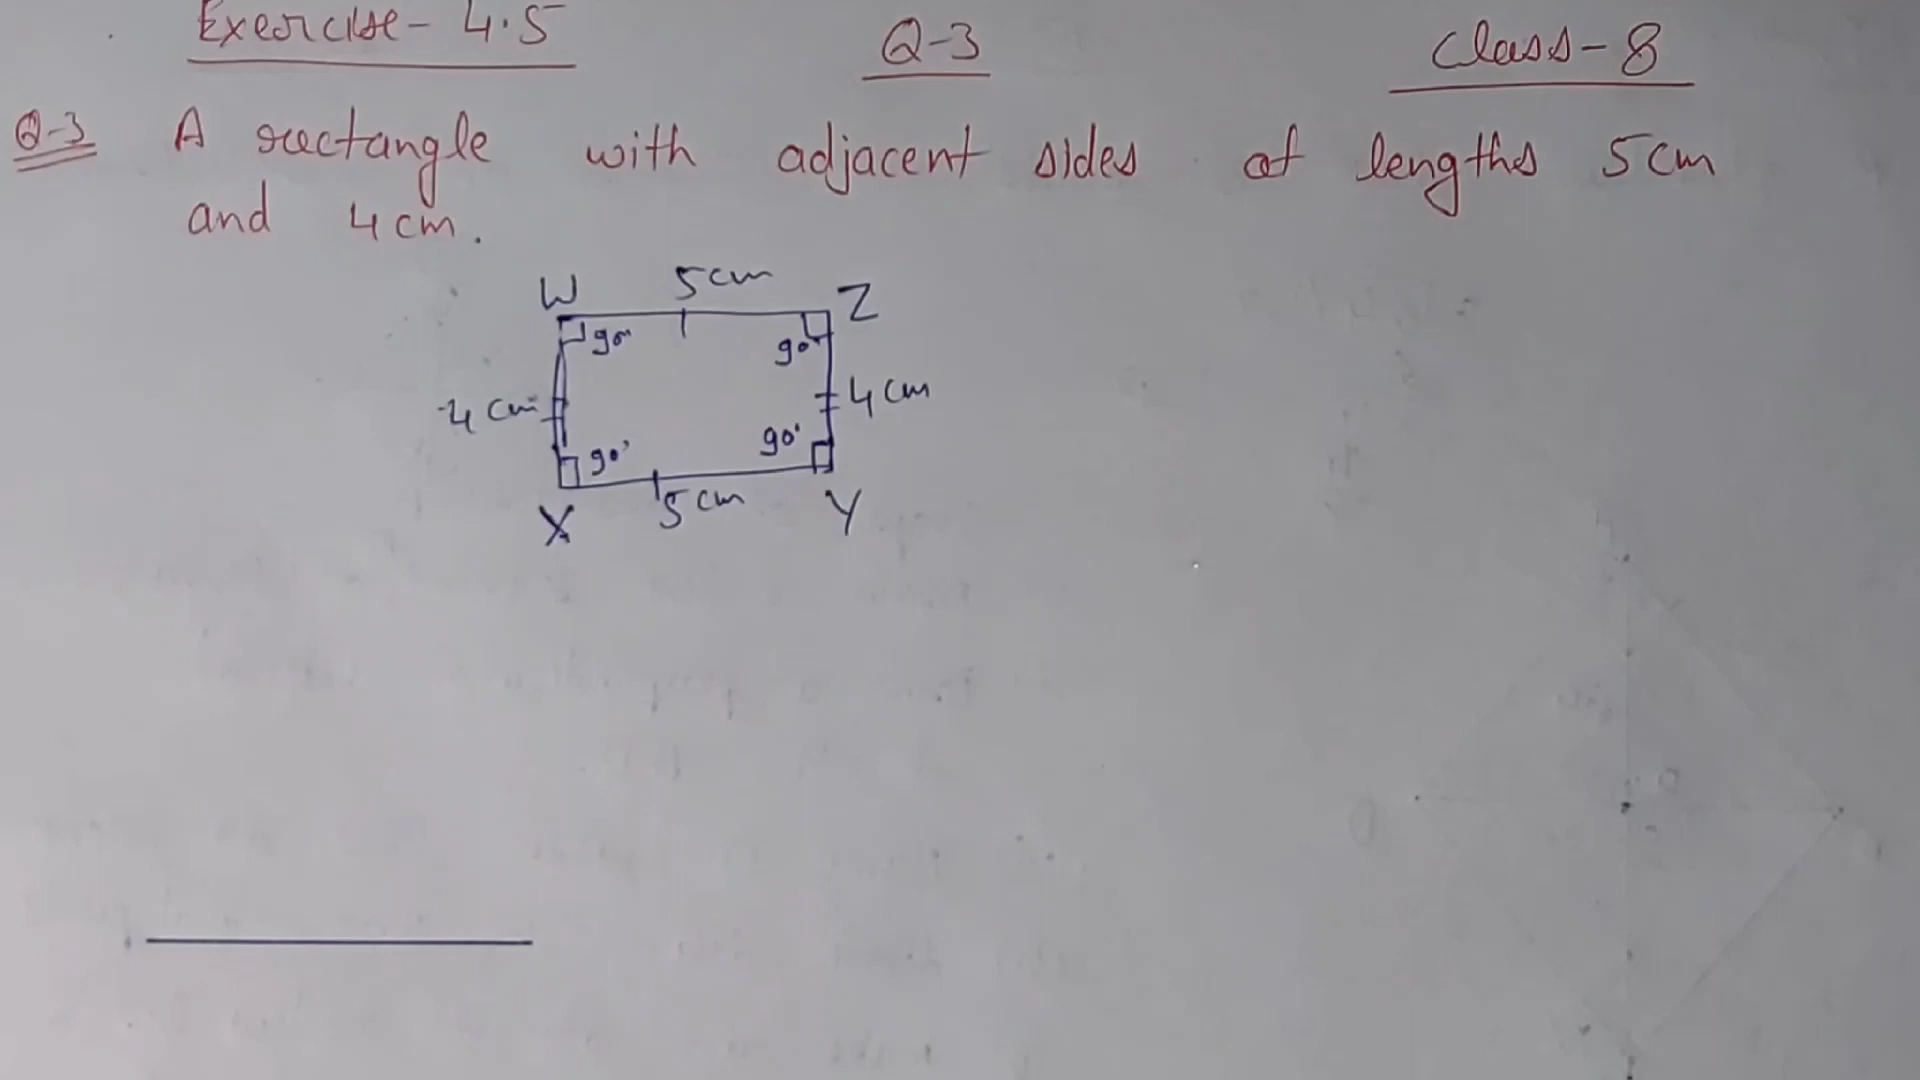 Exercise- 4.5
Q-3
Class-8
Q-3 A rectangle with adjacent sides of lengths 5cm
and 4cm.
W 5cm Z
90° 90°
4cm 4cm
90° 90°
X 5cm Y